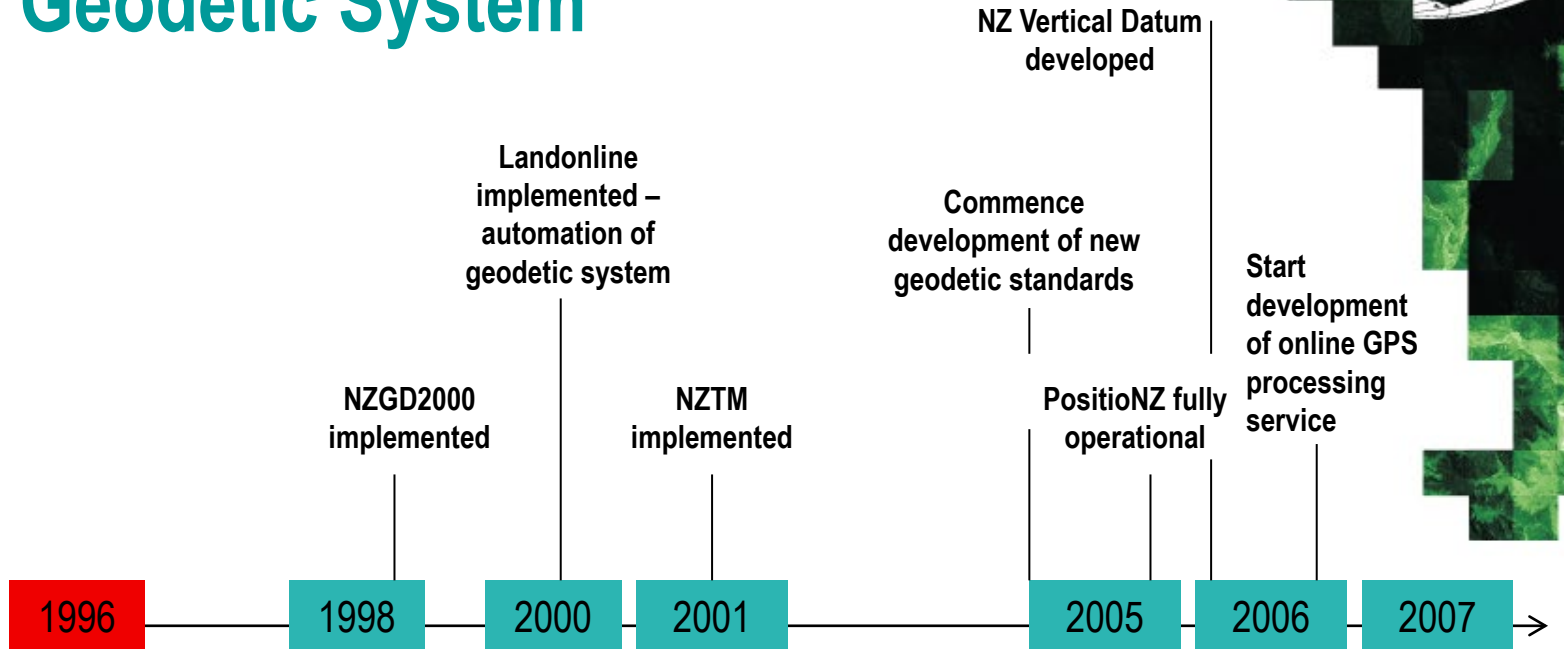 Geodetic System
NZ Vertical Datum
developed
Landonline
implemented –
automation of
geodetic system
Commence
development of new
geodetic standards
Start
development
of online GPS
processing
service
NZGD2000
implemented
NZTM
implemented
PositioNZ fully
operational
1996
1998
2000
2001
2005
2006
2007